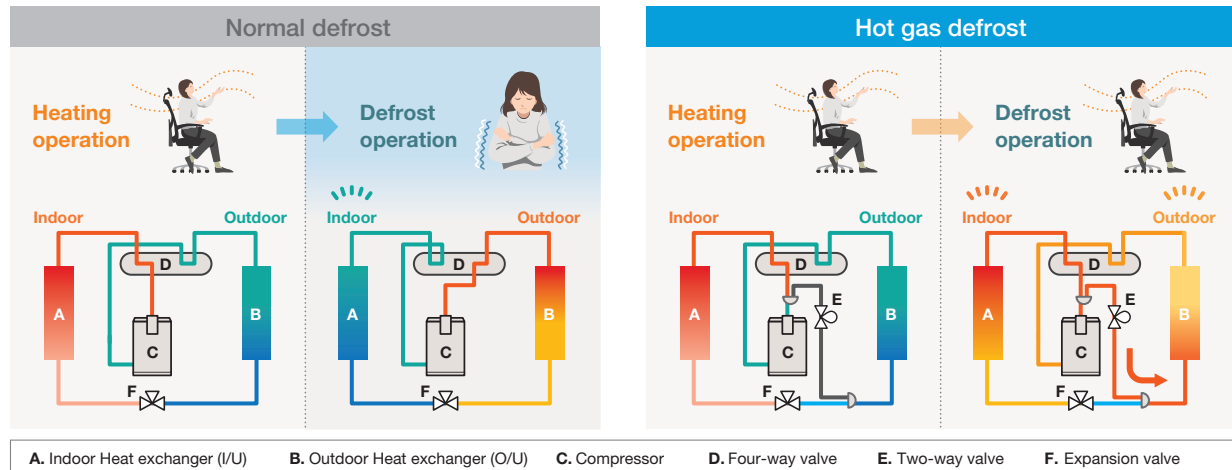 Normal defrost
Heating
operation
Defrost
operation
Indoor
Outdoor
Indoor
Outdoor
D
A
B
C
F
D
A
B
C
F
Hot gas defrost
Heating
operation
Defrost
operation
Indoor
Outdoor
Indoor
Outdoor
D
E
A
B
C
F
D
E
A
B
C
F
A. Indoor Heat exchanger (I/U) B. Outdoor Heat exchanger (O/U) C. Compressor D. Four-way valve E. Two-way valve F. Expansion valve